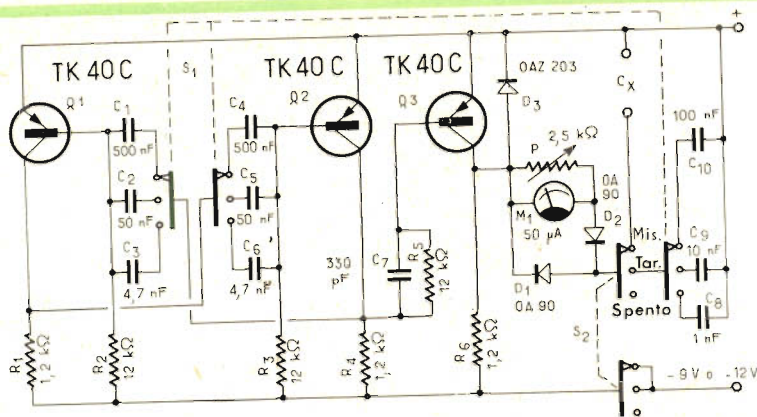 TK 40 C
S1
TK 40 C
TK 40 C
Q1
C1
500 nF
C2
50 nF
C3
4,7 nF
C4
500 nF
C5
50 nF
C6
4,7 nF
Q2
Q3
OAZ 203
D3
CX
+
P
2,5 kΩ
M1
50 µA
OA
90
D2
D1
OA 90
100 nF
C10
Mis.
Tar.
Spento
C9
10 nF
C8
1 nF
330
pF
C7
R5
12 kΩ
R1
1,2 kΩ
R2
12 kΩ
R3
12 kΩ
R4
1,2 kΩ
R6
1,2 kΩ
S2
- 9 V o - 12 V